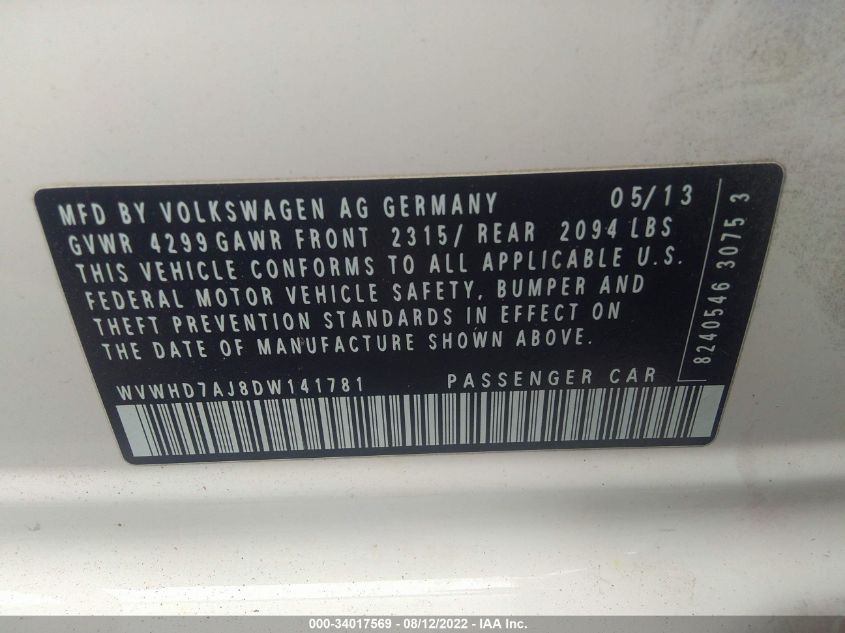 MFD BY VOLKSWAGEN AG GERMANY 05/13
GVWR 4299 GAWR FRONT 2315/ REAR 2094 LBS
THIS VEHICLE CONFORMS TO ALL APPLICABLE U.S.
FEDERAL MOTOR VEHICLE SAFETY, BUMPER AND
THEFT PREVENTION STANDARDS IN EFFECT ON
THE DATE OF MANUFACTURE SHOWN ABOVE.
WVWHD7AJ8DW141781 PASSENGER CAR
8240546 3075 3
000-34017569 - 08/12/2022 - IAA Inc.